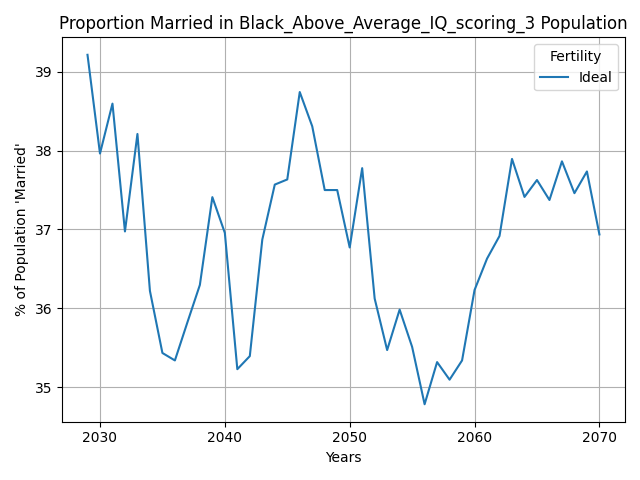 Proportion Married in Black_Above_Average_IQ_scoring_3 Population
Fertility
Ideal
39
38
37
36
35
% of Population 'Married'
2030 2040 2050 2060 2070
Years